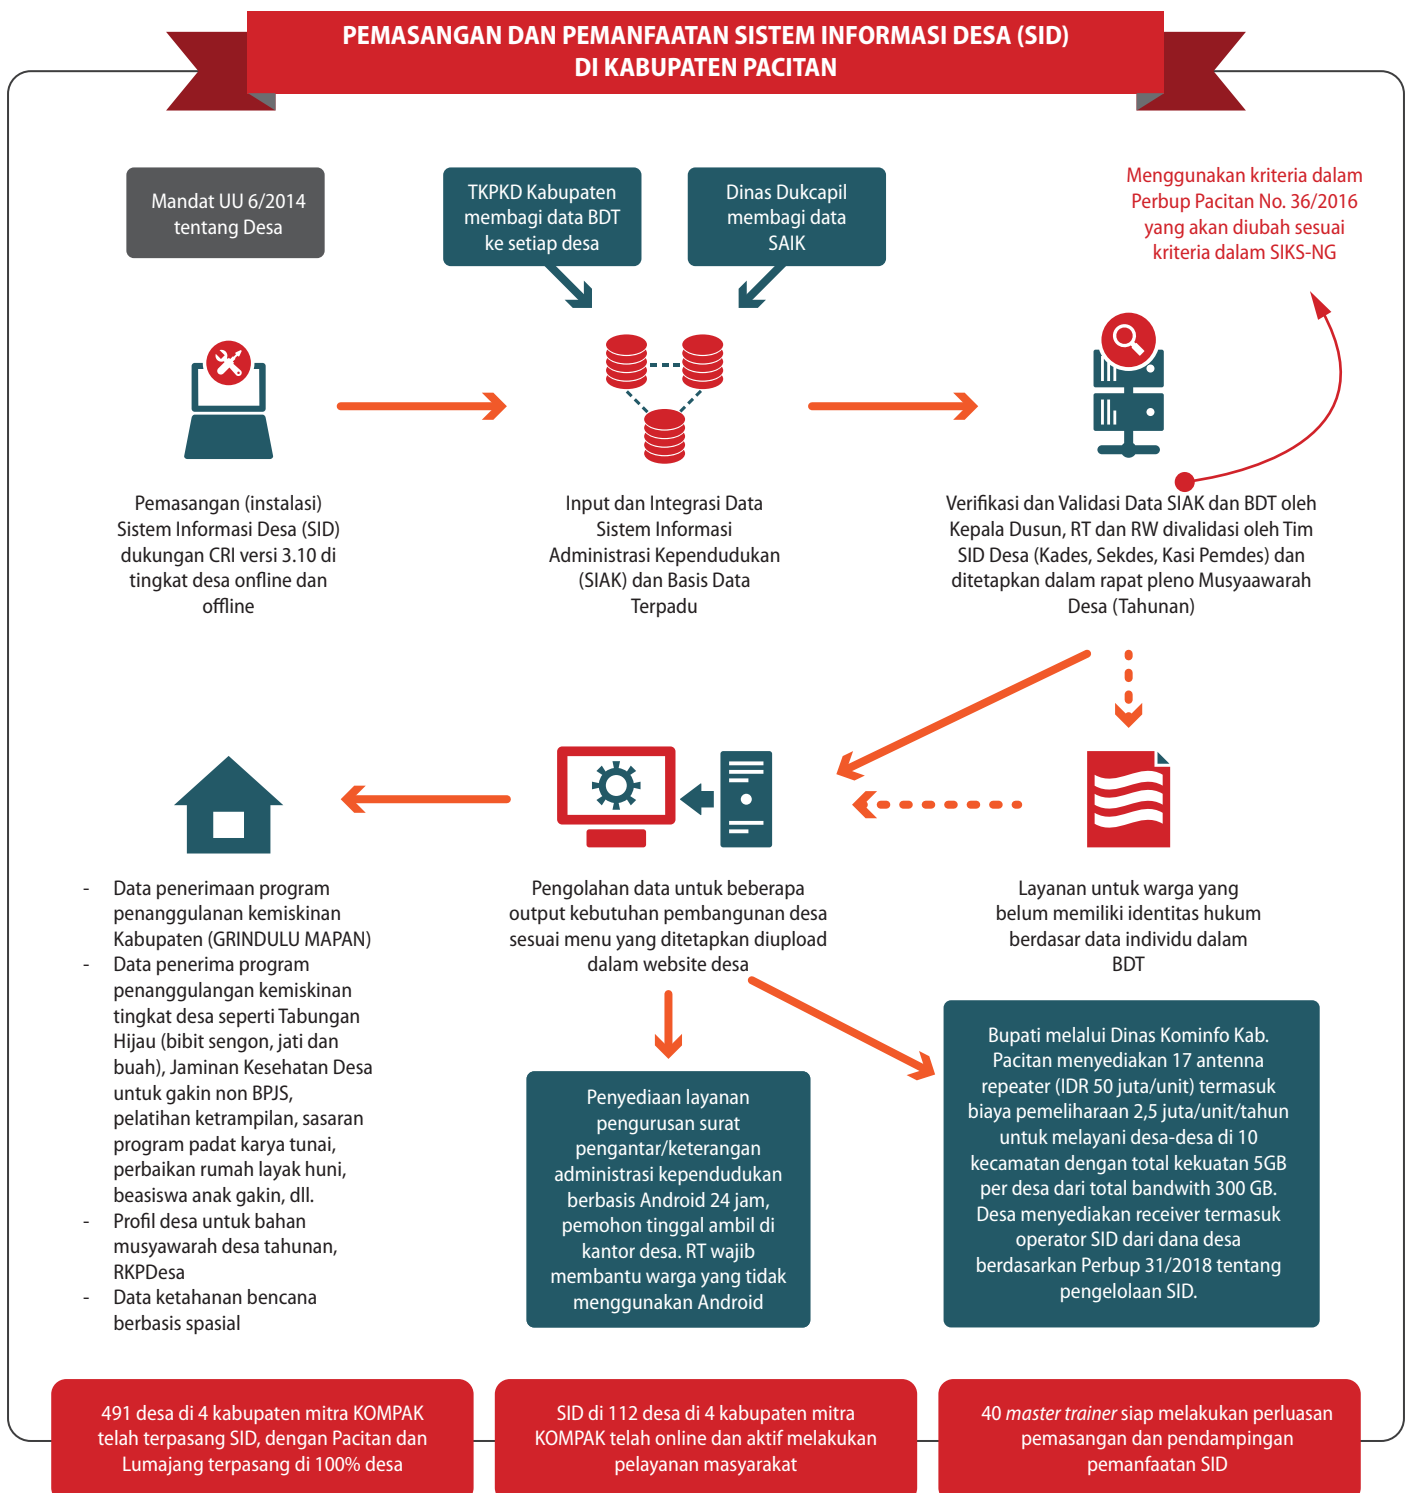 PEMASANGAN DAN PEMANFAATAN SISTEM INFORMASI DESA (SID)
DI KABUPATEN PACITAN
Mandat UU 6/2014
tentang Desa
TKPKD Kabupaten
membagi data BDT
ke setiap desa
Dinas Dukcapil
membagi data
SAIK
Menggunakan kriteria dalam
Perbup Pacitan No. 36/2016
yang akan diubah sesuai
kriteria dalam SIKS-NG
Pemasangan (instalasi)
Sistem Informasi Desa (SID)
dukungan CRI versi 3.10 di
tingkat desa onfline dan
offline
Input dan Integrasi Data
Sistem Informasi
Administrasi Kependudukan
(SIAK) dan Basis Data
Terpadu
Verifikasi dan Validasi Data SIAK dan BDT oleh
Kepala Dusun, RT dan RW divalidasi oleh Tim
SID Desa (Kades, Sekdes, Kasi Pemdes) dan
ditetapkan dalam rapat pleno Musyaawarah
Desa (Tahunan)
- Data penerimaan program
penanggulanan kemiskinan
Kabupaten (GRINDULU MAPAN)
- Data penerima program
penanggulangan kemiskinan
tingkat desa seperti Tabungan
Hijau (bibit sengon, jati dan
buah), Jaminan Kesehatan Desa
untuk gakin non BPJS,
pelatihan ketrampilan, sasaran
program padat karya tunai,
perbaikan rumah layak huni,
beasiswa anak gakin, dll.
- Profil desa untuk bahan
musyawarah desa tahunan,
RKPDesa
- Data ketahanan bencana
berbasis spasial
Pengolahan data untuk beberapa
output kebutuhan pembangunan desa
sesuai menu yang ditetapkan diupload
dalam website desa
Layanan untuk warga yang
belum memiliki identitas hukum
berdasar data individu dalam
BDT
Penyediaan layanan
pengurusan surat
pengantar/keterangan
administrasi kependudukan
berbasis Android 24 jam,
pemohon tinggal ambil di
kantor desa. RT wajib
membantu warga yang tidak
menggunakan Android
Bupati melalui Dinas Kominfo Kab.
Pacitan menyediakan 17 antenna
repeater (IDR 50 juta/unit) termasuk
biaya pemeliharaan 2,5 juta/unit/tahun
untuk melayani desa-desa di 10
kecamatan dengan total kekuatan 5GB
per desa dari total bandwith 300 GB.
Desa menyediakan receiver termasuk
operator SID dari dana desa
berdasarkan Perbup 31/2018 tentang
pengelolaan SID.
491 desa di 4 kabupaten mitra KOMPAK
telah terpasang SID, dengan Pacitan dan
Lumajang terpasang di 100% desa
SID di 112 desa di 4 kabupaten mitra
KOMPAK telah online dan aktif melakukan
pelayanan masyarakat
40 master trainer siap melakukan perluasan
pemasangan dan pendampingan
pemanfaatan SID